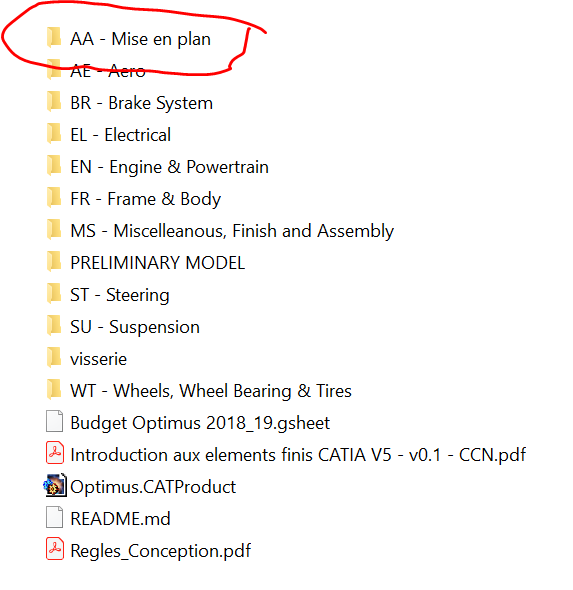 AA - Mise en plan
AE - Aero
BR - Brake System
EL - Electrical
EN - Engine & Powertrain
FR - Frame & Body
MS - Miscelleanous, Finish and Assembly
PRELIMINARY MODEL
ST - Steering
SU - Suspension
visserie
WT - Wheels, Wheel Bearing & Tires
Budget Optimus 2018_19.gsheet
Introduction aux elements finis CATIA V5 - v0.1 - CCN.pdf
Optimus.CATProduct
README.md
Regles_Conception.pdf